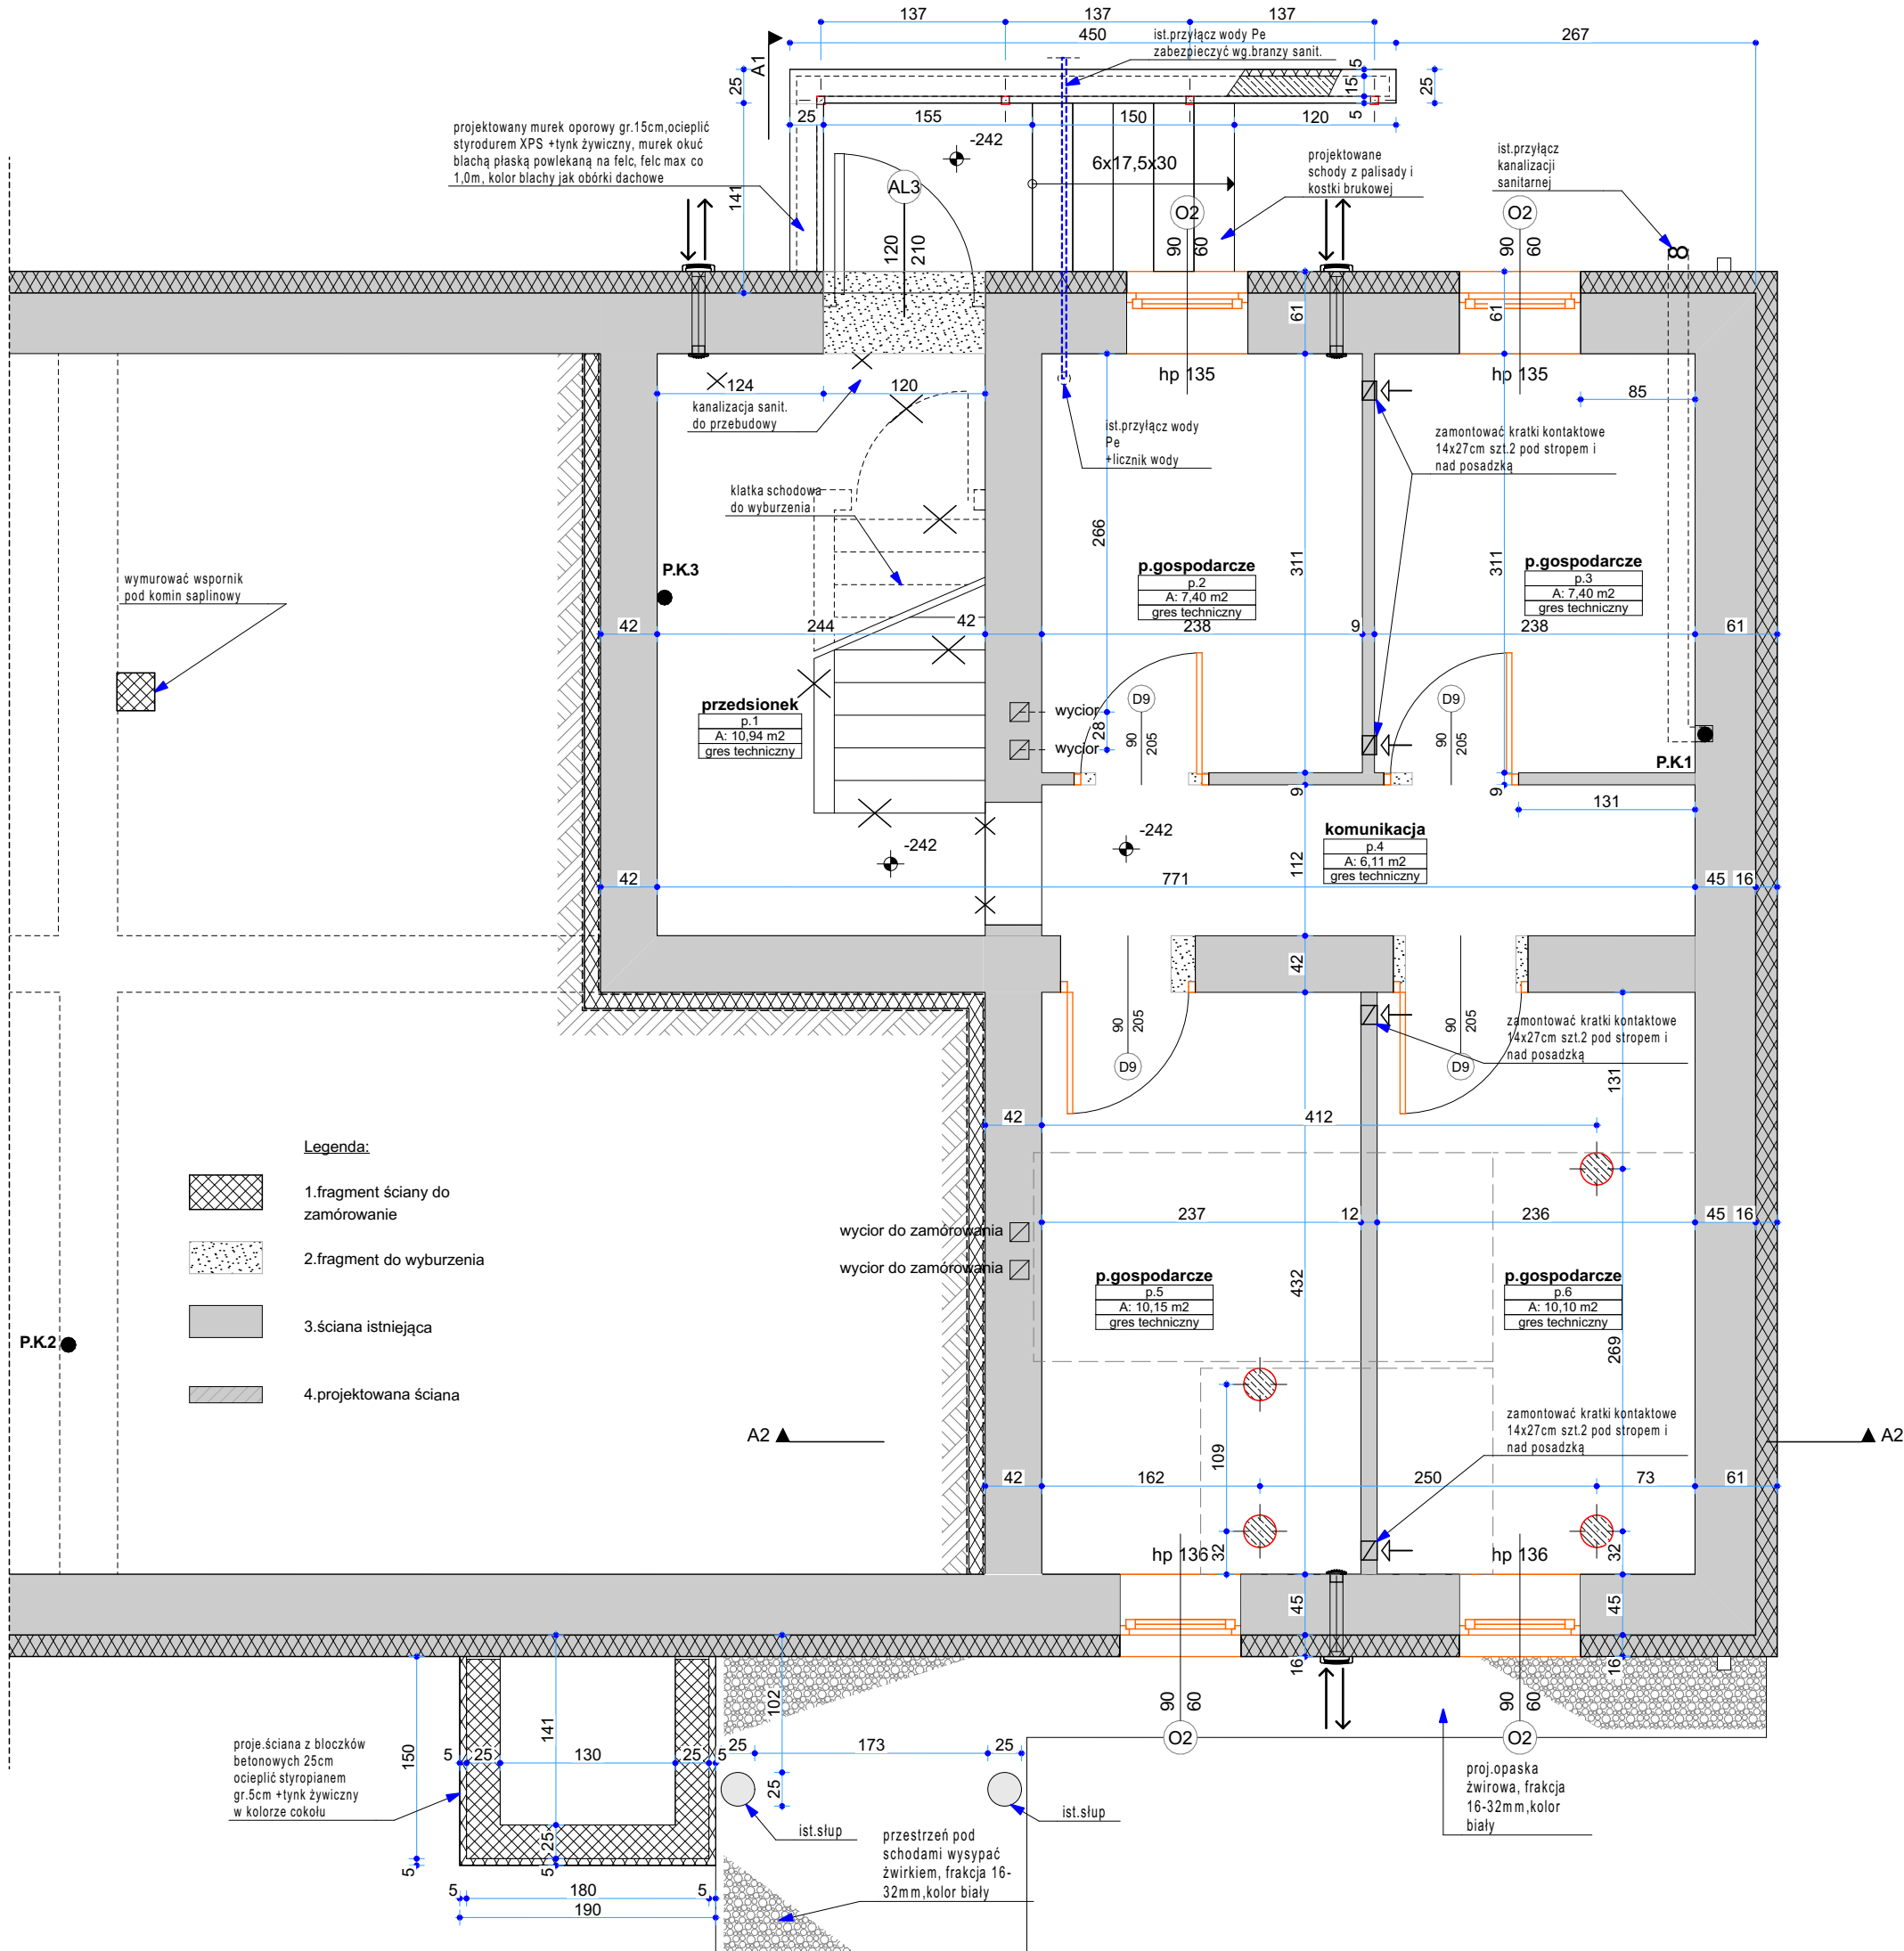 137
137
137
450
267
ist.przyłącz wody Pe
zabezpieczyć wg.branzy sanit.
A1
25
141
5
15
5
25
25
155
150
120
projektowany murek oporowy gr.15cm,ocieplić
styrodurem XPS +tynk żywiczny, murek okuć
blachą płaską powlekaną na felc, felc max co
1,0m, kolor blachy jak obórki dachowe
-242
6x17,5x30
projektowane
schody z palisady i
kostki brukowej
ist.przyłącz
kanalizacji
sanitarnej
AL3
120
210
O2
90
60
O2
90
60
8
61
61
hp 135
hp 135
124
120
85
kanalizacja sanit.
do przebudowy
ist.przyłącz wody
Pe
+licznik wody
zamontować kratki kontaktowe
14x27cm szt.2 pod stropem i
nad posadzką
klatka schodowa
do wyburzenia
266
311
311
p.gospodarcze
p.2
A: 7,40 m2
gres techniczny
p.gospodarcze
p.3
A: 7,40 m2
gres techniczny
wymurować wspornik
pod komin saplinowy
P.K.3
42
244
42
238
9
238
61
przedsionek
p.1
A: 10,94 m2
gres techniczny
wycior
wycior
28
D9
90
205
D9
90
205
P.K.1
9
9
131
-242
-242
komunikacja
p.4
A: 6,11 m2
gres techniczny
112
42
771
45
16
42
90
205
D9
90
205
D9
zamontować kratki kontaktowe
14x27cm szt.2 pod stropem i
nad posadzką
131
42
412
Legenda:
1.fragment ściany do
zamórowanie
2.fragment do wyburzenia
3.ściana istniejąca
4.projektowana ściana
237
12
236
45
16
wycior do zamórowania
wycior do zamórowania
432
p.gospodarcze
p.5
A: 10,15 m2
gres techniczny
p.gospodarcze
p.6
A: 10,10 m2
gres techniczny
269
P.K.2
A2
A2
zamontować kratki kontaktowe
14x27cm szt.2 pod stropem i
nad posadzką
109
42
162
250
73
61
32
32
hp 136
hp 136
45
45
16
16
90
60
O2
90
60
O2
102
141
150
5
25
130
25
5
25
173
25
25
proje.ściana z bloczków
betonowych 25cm
ocieplić styropianem
gr.5cm +tynk żywiczny
w kolorze cokołu
ist.słup
ist.słup
proj.opaska
żwirowa, frakcja
16-32mm,kolor
biały
przestrzeń pod
schodami wysypać
żwirkiem, frakcja 16-
32mm,kolor biały
25
5
5
5
180
5
190